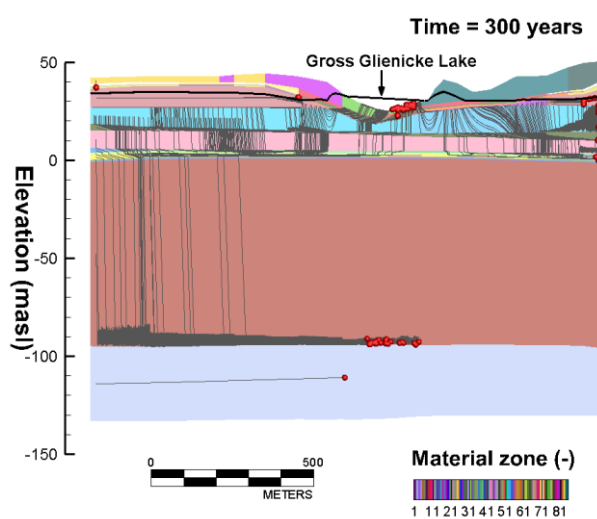 Time = 300 years
Gross Glienicke Lake
50
0
-50
-100
-150
Elevation (masl)
0 500
METERS
Material zone (-)
1 11 21 31 41 51 61 71 81